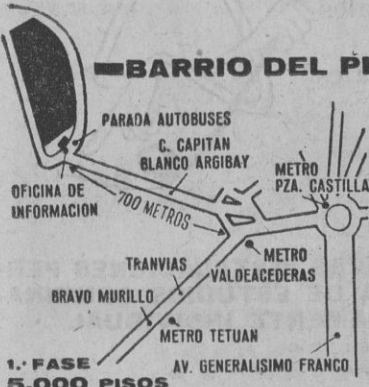 BARRIO DEL
PARADA AUTOBUSES
C. CAPITAN
BLANCO ARGIBAY
METRO
PZA. CASTILLA
OFICINA DE
INFORMACION
700 METROS
TRANVIAS
METRO
VALDEACEDERAS
BRAVO MURILLO
METRO TETUAN
AV. GENERALISIMO FRANCO
1.ª FASE
5.000 PISOS